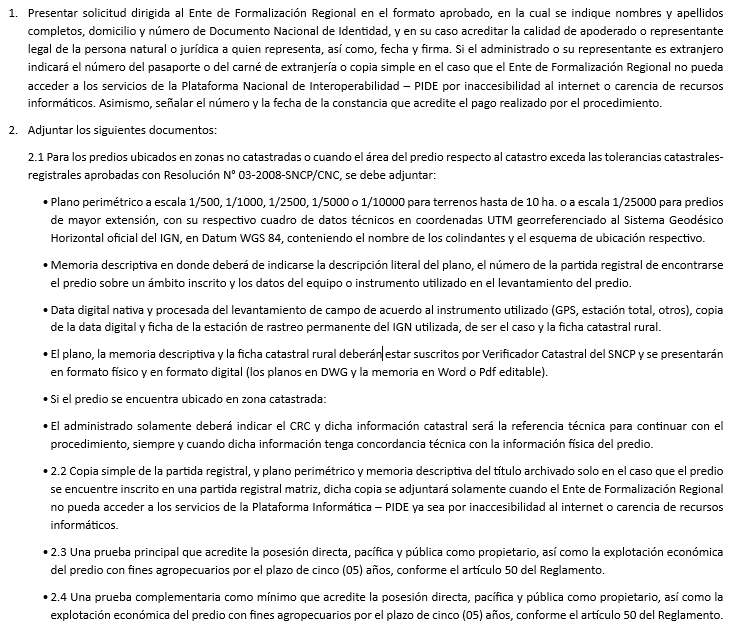 1. Presentar solicitud dirigida al Ente de Formalización Regional en el formato aprobado, en la cual se indique nombres y apellidos
completos, domicilio y número de Documento Nacional de Identidad, y en su caso acreditar la calidad de apoderado o representante
legal de la persona natural o jurídica a quien representa, así como, fecha y firma. Si el administrado o su representante es extranjero
indicará el número del pasaporte o del carné de extranjería o copia simple en el caso que el Ente de Formalización Regional no pueda
acceder a los servicios de la Plataforma Nacional de Interoperabilidad – PIDE por inaccesibilidad al internet o carencia de recursos
informáticos. Asimismo, señalar el número y la fecha de la constancia que acredite el pago realizado por el procedimiento.
2. Adjuntar los siguientes documentos:
2.1 Para los predios ubicados en zonas no catastradas o cuando el área del predio respecto al catastro exceda las tolerancias catastrales-
registrales aprobadas con Resolución N° 03-2008-SNCP/CNC, se debe adjuntar:
• Plano perimétrico a escala 1/500, 1/1000, 1/2500, 1/5000 o 1/10000 para terrenos hasta de 10 ha. o a escala 1/25000 para predios
de mayor extensión, con su respectivo cuadro de datos técnicos en coordenadas UTM georreferenciado al Sistema Geodésico
Horizontal oficial del IGN, en Datum WGS 84, conteniendo el nombre de los colindantes y el esquema de ubicación respectivo.
• Memoria descriptiva en donde deberá de indicarse la descripción literal del plano, el número de la partida registral de encontrarse
el predio sobre un ámbito inscrito y los datos del equipo o instrumento utilizado en el levantamiento del predio.
• Data digital nativa y procesada del levantamiento de campo de acuerdo al instrumento utilizado (GPS, estación total, otros), copia
de la data digital y ficha de la estación de rastreo permanente del IGN utilizada, de ser el caso y la ficha catastral rural.
• El plano, la memoria descriptiva y la ficha catastral rural deberán estar suscritos por Verificador Catastral del SNCP y se presentarán
en formato físico y en formato digital (los planos en DWG y la memoria en Word o Pdf editable).
• Si el predio se encuentra ubicado en zona catastrada:
• El administrado solamente deberá indicar el CRC y dicha información catastral será la referencia técnica para continuar con el
procedimiento, siempre y cuando dicha información tenga concordancia técnica con la información física del predio.
• 2.2 Copia simple de la partida registral, y plano perimétrico y memoria descriptiva del título archivado solo en el caso que el predio
se encuentre inscrito en una partida registral matriz, dicha copia se adjuntará solamente cuando el Ente de Formalización Regional
no pueda acceder a los servicios de la Plataforma Informática – PIDE ya sea por inaccesibilidad al internet o carencia de recursos
informáticos.
• 2.3 Una prueba principal que acredite la posesión directa, pacífica y pública como propietario, así como la explotación económica
del predio con fines agropecuarios por el plazo de cinco (05) años, conforme el artículo 50 del Reglamento.
• 2.4 Una prueba complementaria como mínimo que acredite la posesión directa, pacífica y pública como propietario, así como la
explotación económica del predio con fines agropecuarios por el plazo de cinco (05) años, conforme el artículo 50 del Reglamento.